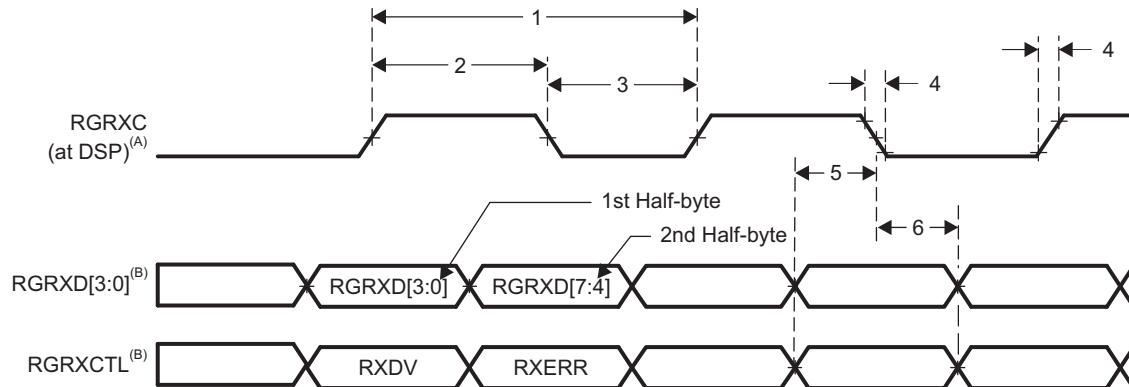 1
2
3
4
4
RGRXC
(at DSP)(A)
5
1st Half-byte
2nd Half-byte
6
RGRXD[3:0](B)
RGRXD[3:0]
RGRXD[7:4]
RGRXCTL(B)
RXDV
RXERR